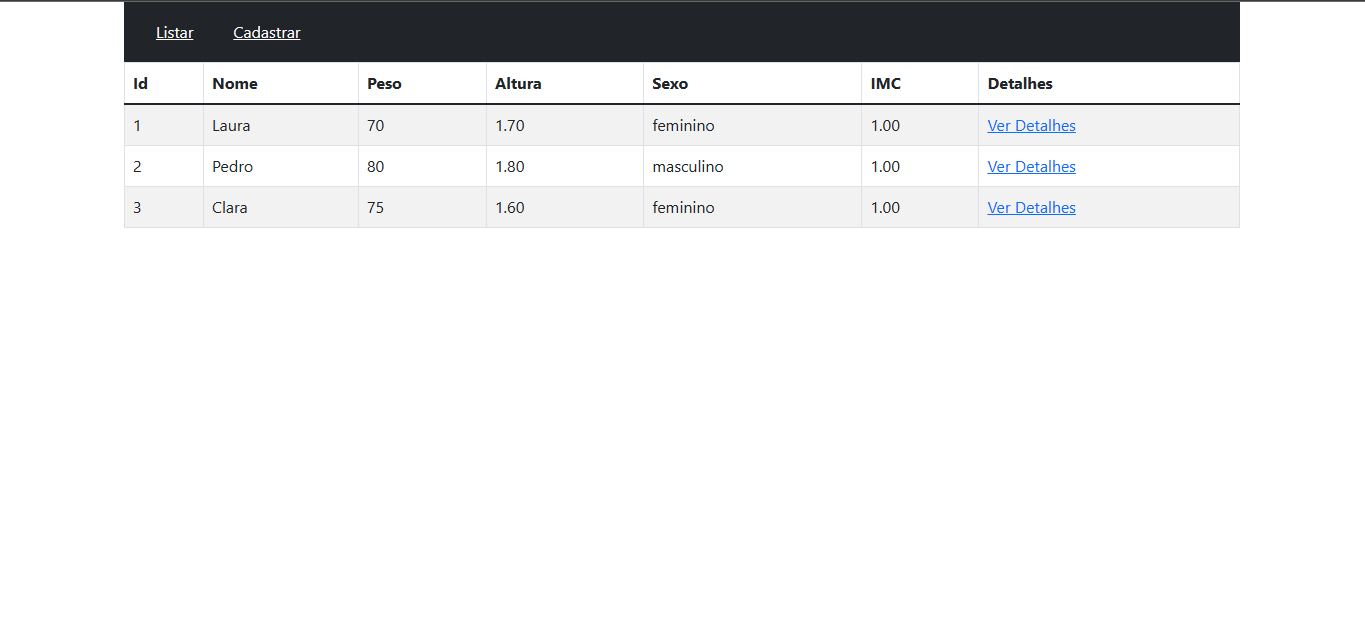 Listar Cadastrar
Id Nome Peso Altura Sexo IMC Detalhes
1 Laura 70 1.70 feminino 1.00 Ver Detalhes
2 Pedro 80 1.80 masculino 1.00 Ver Detalhes
3 Clara 75 1.60 feminino 1.00 Ver Detalhes